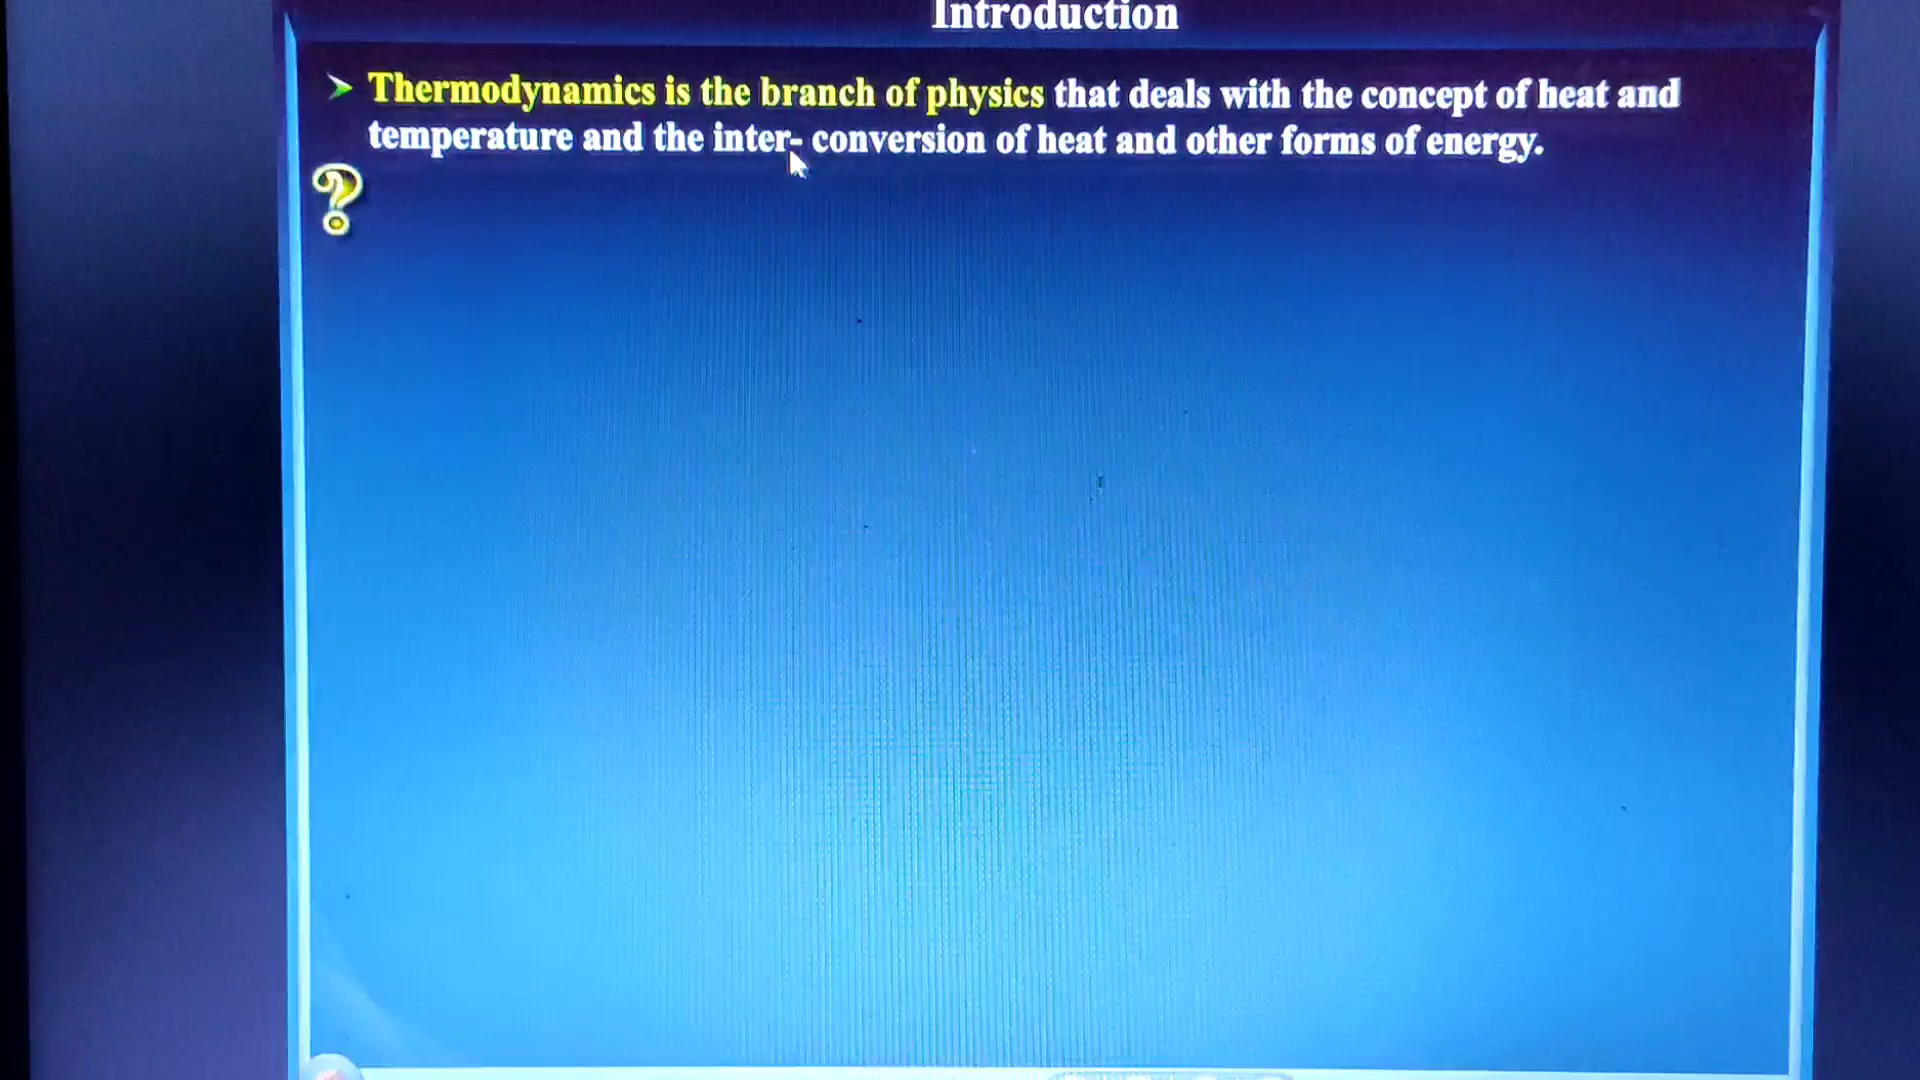 Introduction
Thermodynamics is the branch of physics that deals with the concept of heat and
temperature and the inter- conversion of heat and other forms of energy.
?